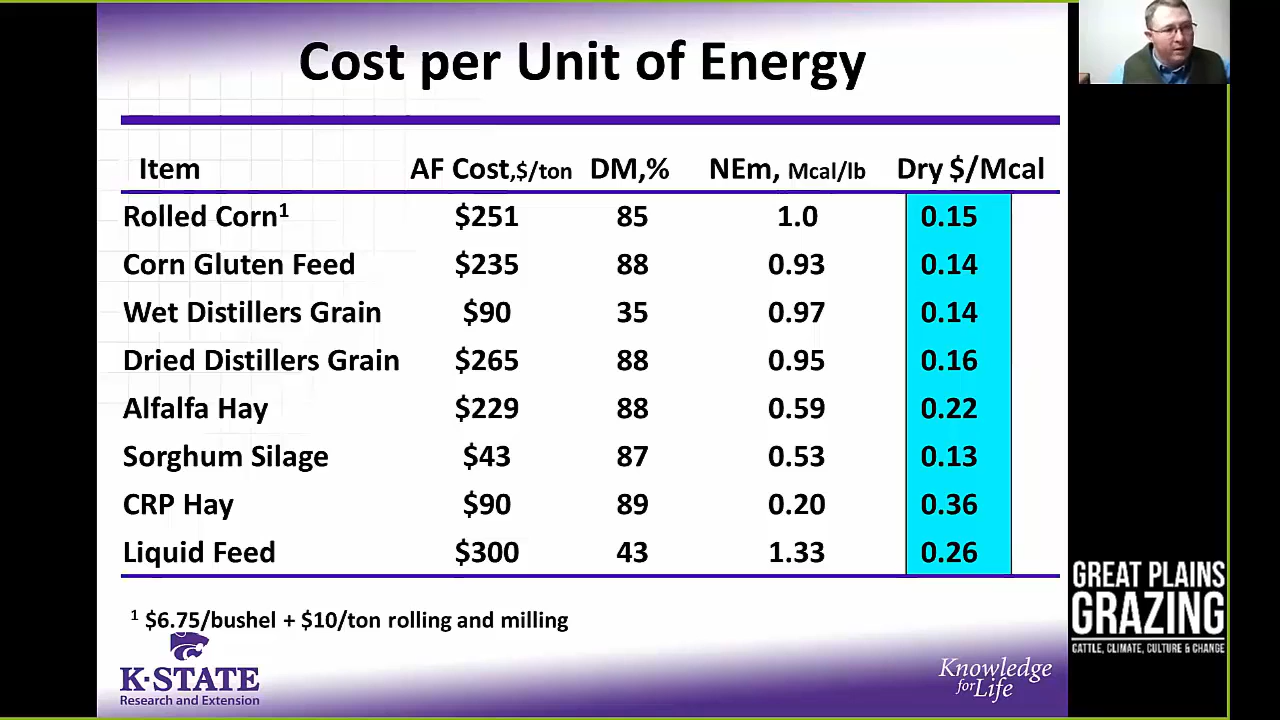 Cost per Unit of Energy
Item AF Cost,$/ton DM,% NEm, Mcal/lb Dry $/Mcal
Rolled Corn¹ $251 85 1.0 0.15
Corn Gluten Feed $235 88 0.93 0.14
Wet Distillers Grain $90 35 0.97 0.14
Dried Distillers Grain $265 88 0.95 0.16
Alfalfa Hay $229 88 0.59 0.22
Sorghum Silage $43 87 0.53 0.13
CRP Hay $90 89 0.20 0.36
Liquid Feed $300 43 1.33 0.26
¹ $6.75/bushel + $10/ton rolling and milling
K-STATE
Research and Extension
Knowledge
for Life
GREAT PLAINS
GRAZING
CATTLE, CLIMATE, CULTURE & CHANGE